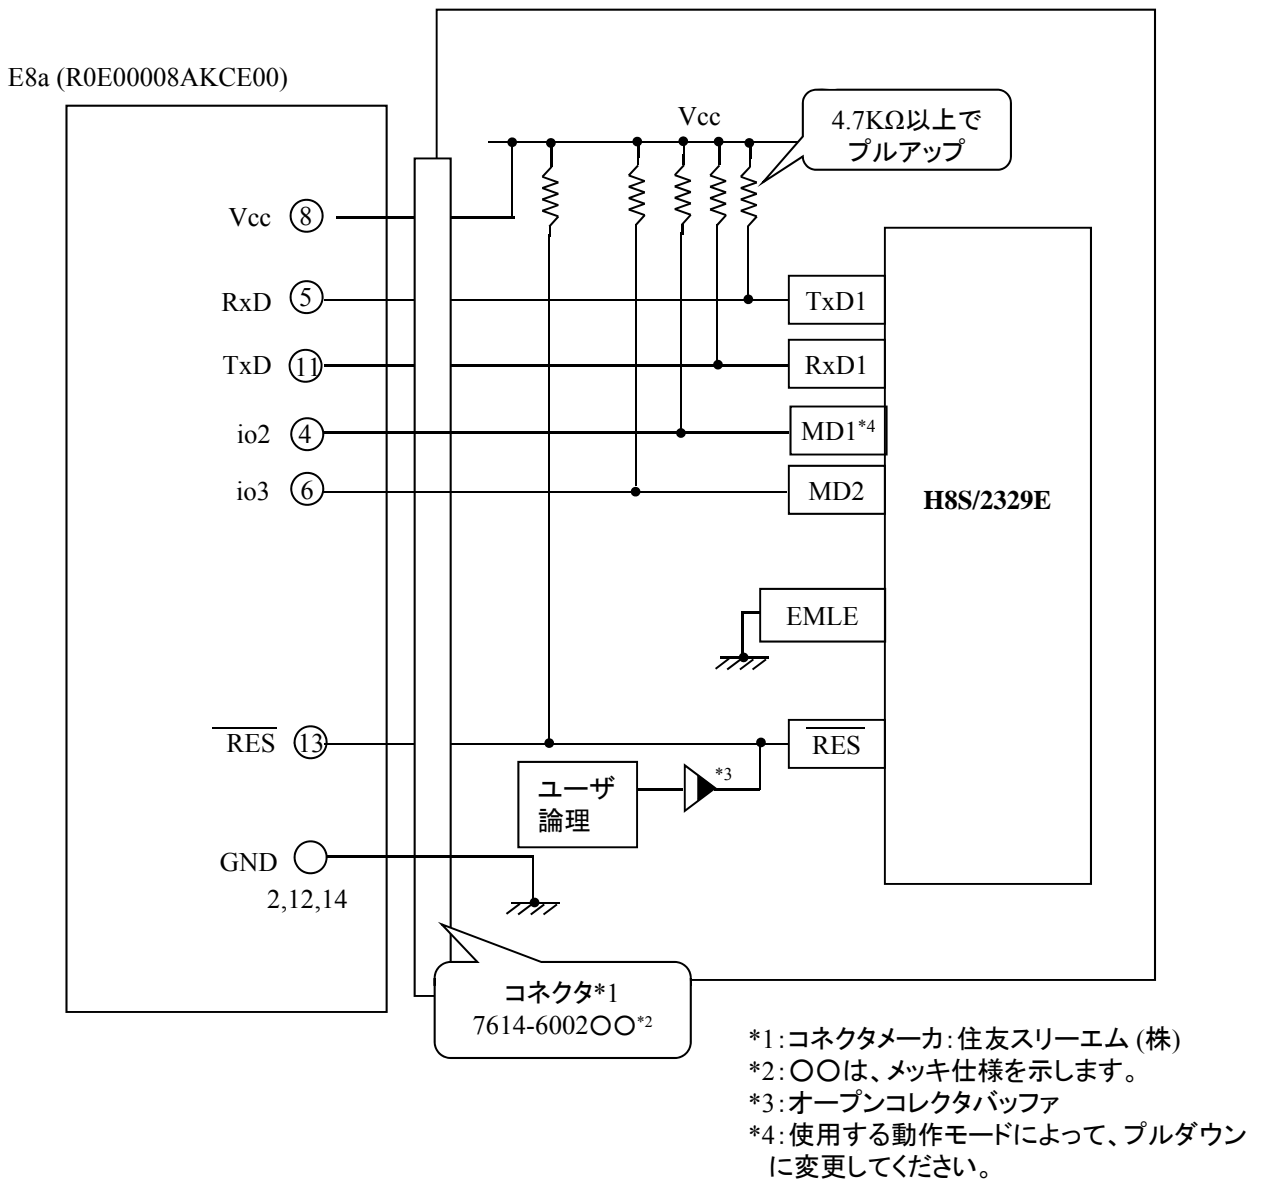 E8a (R0E00008AKCE00)
Vcc
4.7KΩ以上で
プルアップ
Vcc ⑧
RxD ⑤
TxD1
TxD ⑪
RxD1
io2 ④
MD1*4
io3 ⑥
MD2
H8S/2329E
EMLE
RES ⑬
RES
ユーザ
論理
*3
GND
2,12,14
コネクタ*1
7614-6002〇〇*2
*1:コネクタメーカ:住友スリーエム (株)
*2:〇〇は、メッキ仕様を示します。
*3:オープンコレクタバッファ
*4:使用する動作モードによって、プルダウン
に変更してください。